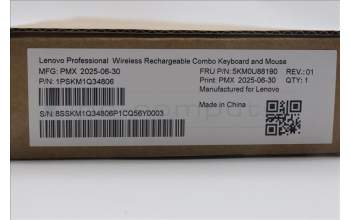 Lenovo Professional Wireless Rechargeable Combo Keyboard and Mouse
MFG: PMX 2025-06-30 FRU P/N: 5KM0U88190 REV.: 01
P/N: 1PSKM1Q34806 Print. PMX 2025-06-30 QTY: 1
Manufactured for Lenovo
Made in China
S/N: 8SSKM1Q34806P1CQ56Y0003